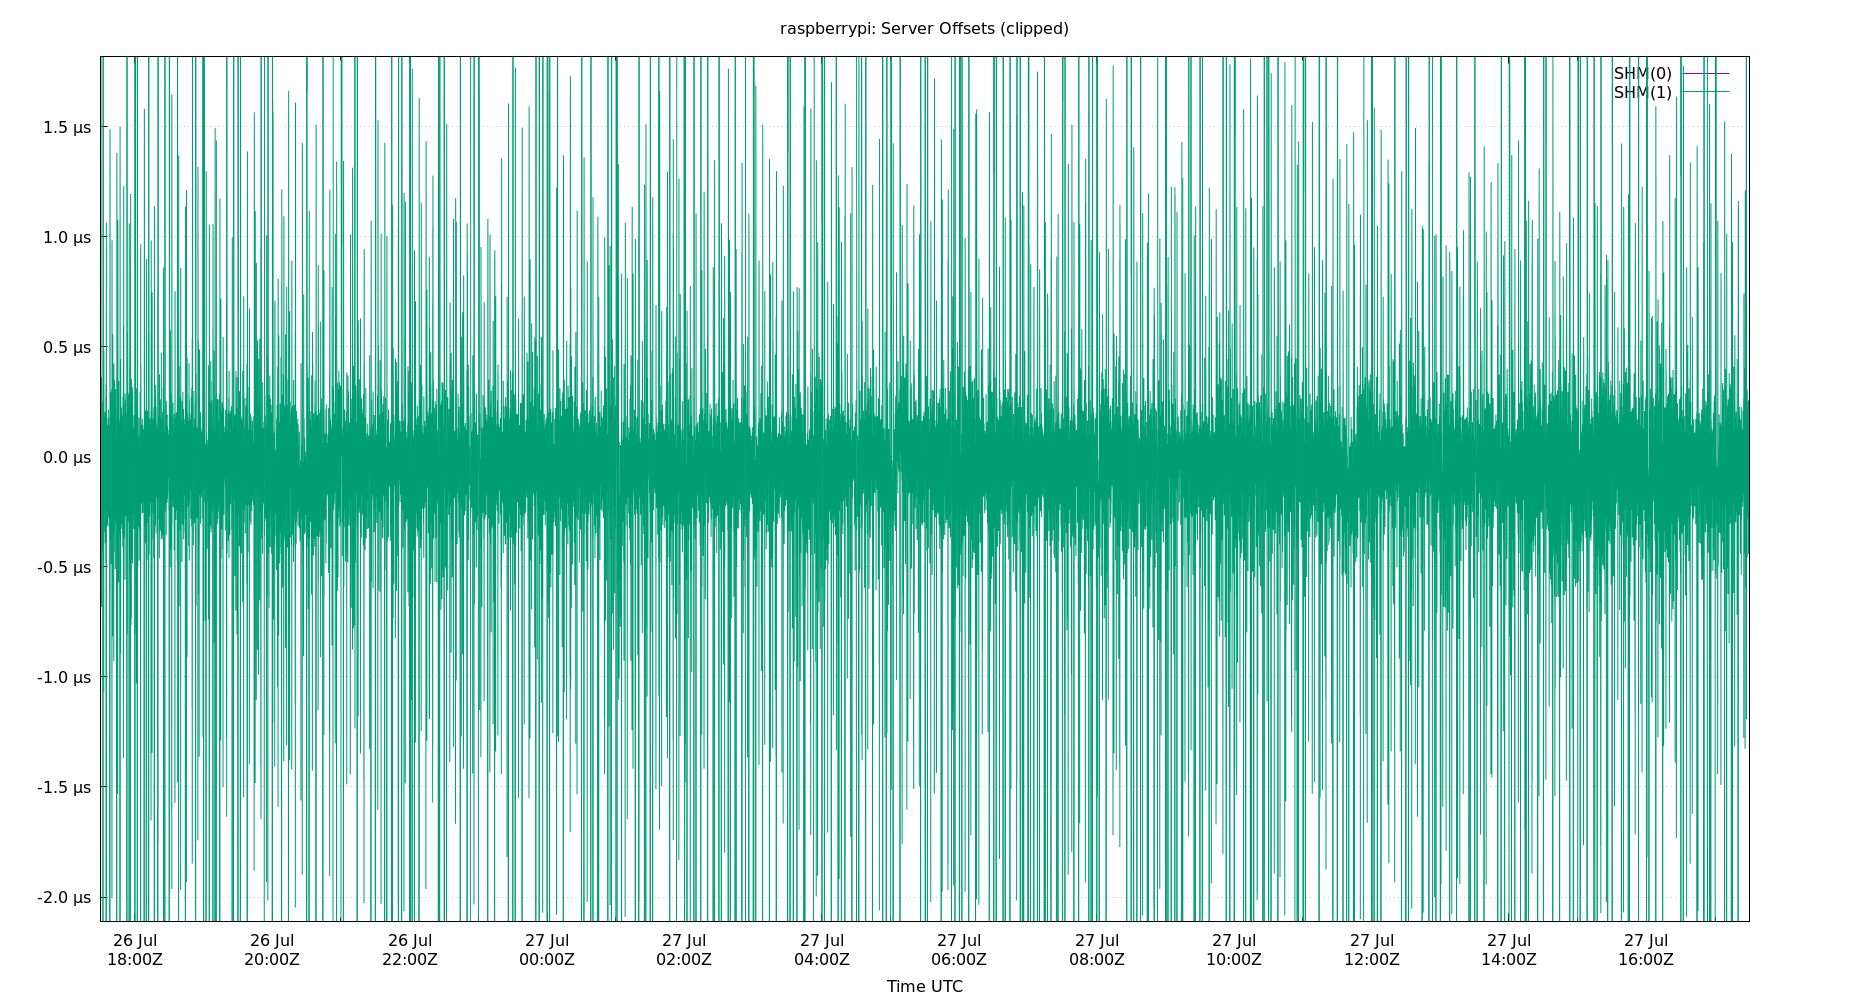 raspberrypi: Server Offsets (clipped)
SHM(0)
SHM(1)
1.5 µs
1.0 µs
0.5 µs
0.0 µs
-0.5 µs
-1.0 µs
-1.5 µs
-2.0 µs
26 Jul 26 Jul 26 Jul 27 Jul 27 Jul 27 Jul 27 Jul 27 Jul 27 Jul 27 Jul 27 Jul 27 Jul
18:00Z 20:00Z 22:00Z 00:00Z 02:00Z 04:00Z 06:00Z 08:00Z 10:00Z 12:00Z 14:00Z 16:00Z
Time UTC